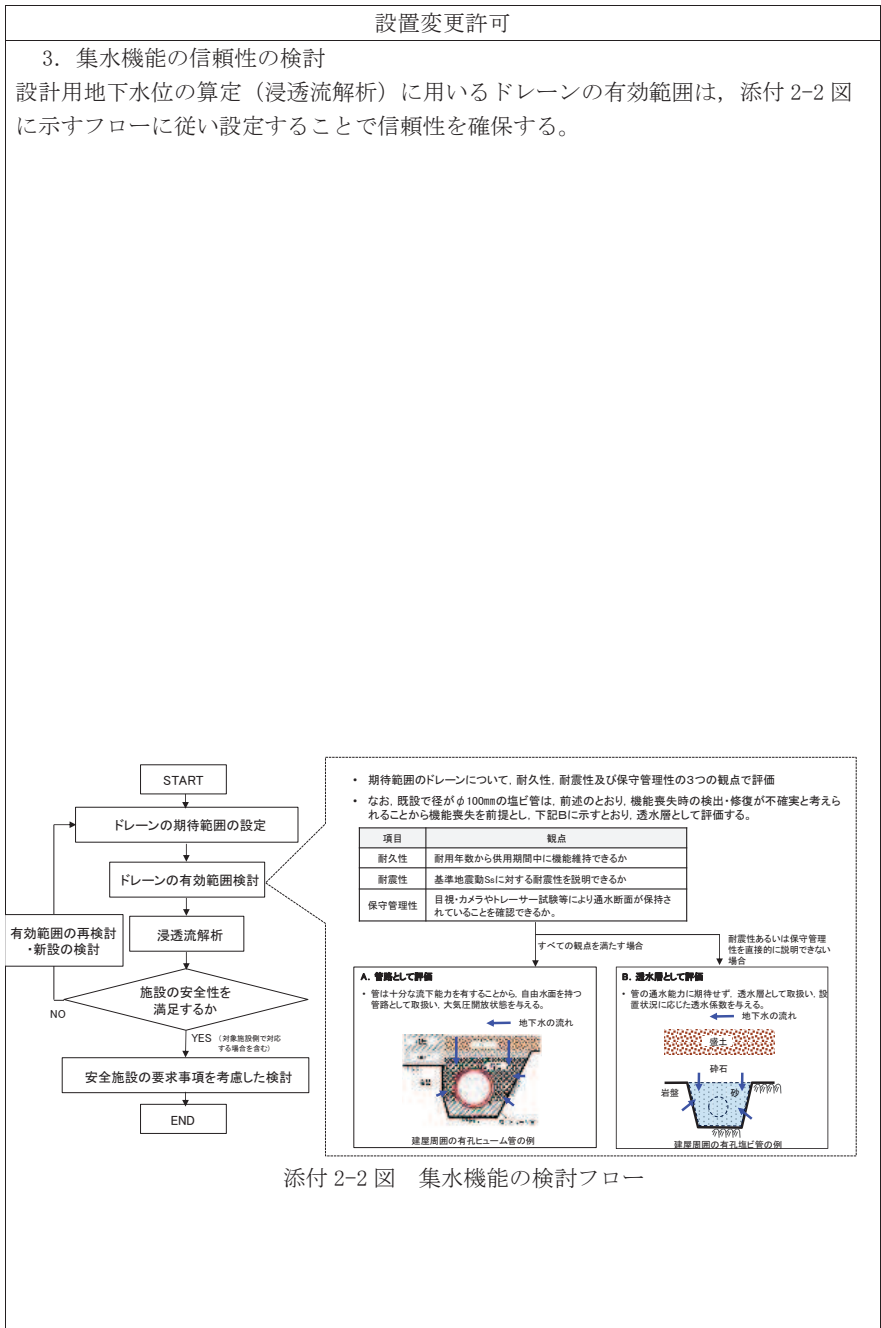 設置変更許可
3. 集水機能の信頼性の検討
設計用地下水位の算定（浸透流解析）に用いるドレーンの有効範囲は，添付 2-2 図
に示すフローに従い設定することで信頼性を確保する。
START
ドレーンの期待範囲の設定
ドレーンの有効範囲検討
浸透流解析
有効範囲の再検討
・新設の検討
施設の安全性を
満足するか
NO
YES （対象施設側で対応
する場合を含む）
安全施設の要求事項を考慮した検討
END
・ 期待範囲のドレーンについて，耐久性，耐震性及び保守管理性の3つの観点で評価
・ なお，既設で径がφ100㎜の塩ビ管は，前述のとおり，機能喪失時の検出・修復が不確実と考えら
れることから機能喪失を前提とし，下記Bに示すとおり，透水層として評価する。
項目 観点
耐久性 耐用年数から供用期間中に機能維持できるか
耐震性 基準地震動Ssに対する耐震性を説明できるか
保守管理性 目視・カメラやトレーサー試験等により通水断面が保持さ
れていることを確認できるか。
すべての観点を満たす場合
耐震性あるいは保守管理
性を直接的に説明できない
場合
A. 管路として評価
・ 管は十分な流下能力を有することから，自由水面を持つ
管路として取扱い，大気圧開放状態を与える。
地下水の流れ
建屋周囲の有孔ヒューム管の例
B. 透水層として評価
・ 管の通水能力に期待せず，透水層として取扱い，設
置状況に応じた透水係数を与える。
地下水の流れ
盛土
砕石
岩盤
砂
建屋周囲の有孔塩ビ管の例
添付 2-2 図 集水機能の検討フロー